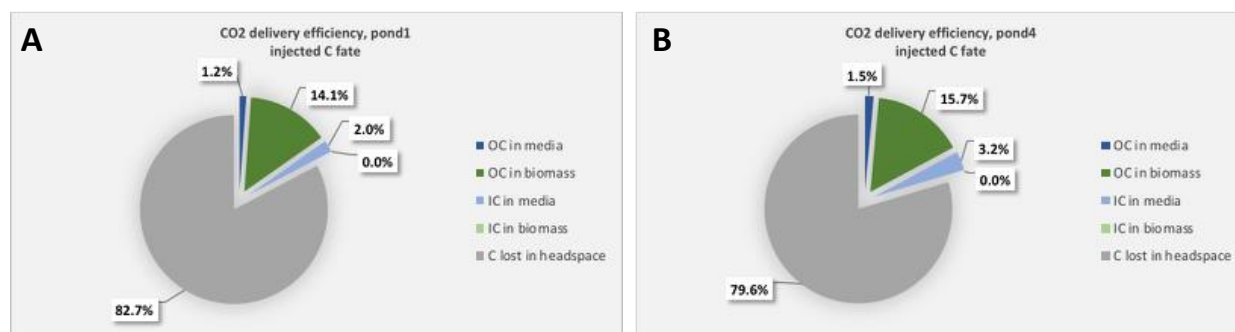 A
CO2 delivery efficiency, pond1
injected C fate
1.2%
14.1%
2.0%
0.0%
82.7%
OC in media
OC in biomass
IC in media
IC in biomass
C lost in headspace
B
CO2 delivery efficiency, pond4
injected C fate
1.5%
15.7%
3.2%
0.0%
79.6%
OC in media
OC in biomass
IC in media
IC in biomass
C lost in headspace